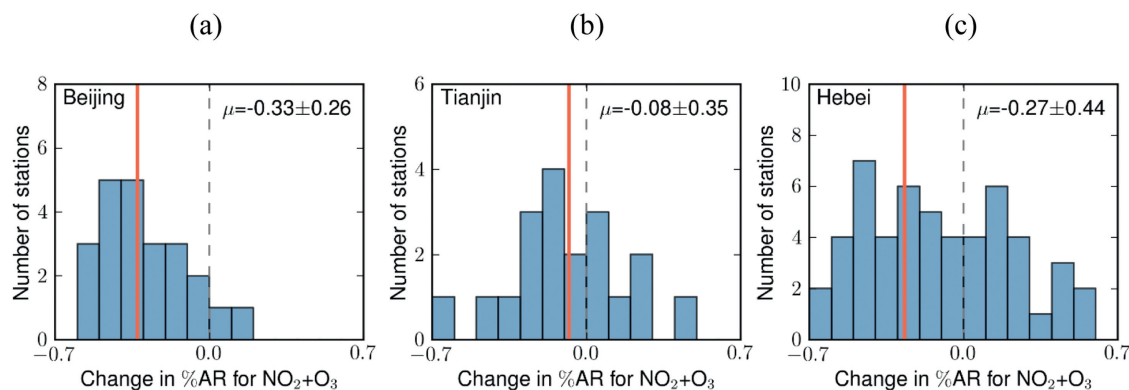 (a)
(b)
(c)
Beijing
μ=-0.33±0.26
Number of stations
8
6
4
2
0
−0.7
0.0
0.7
Change in %AR for NO₂+O₃
Tianjin
μ=-0.08±0.35
Number of stations
6
4
2
0
−0.7
0.0
0.7
Change in %AR for NO₂+O₃
Hebei
μ=-0.27±0.44
Number of stations
10
8
6
4
2
0
−0.7
0.0
0.7
Change in %AR for NO₂+O₃